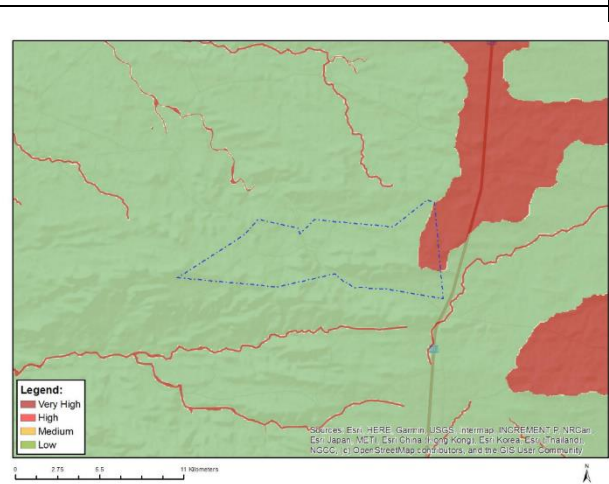 Legend:
Very High
High
Medium
Low
Sources: Esri, HERE, Garmin, USGS, Intermap, INCREMENT P, NRCan,
Esri Japan, METI, Esri China (Hong Kong), Esri Korea, Esri (Thailand),
NGCC, (c) OpenStreetMap contributors, and the GIS User Community
0 2.75 5.5 11 Kilometers
N